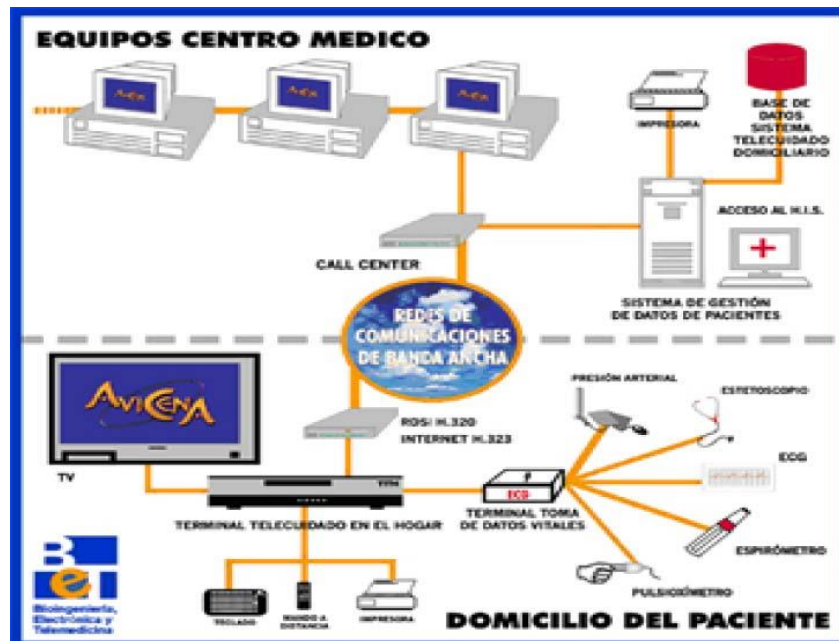 EQUIPOS CENTRO MEDICO
AVICENA
AVICENA
AVICENA
IMPRESORA
BASE DE
DATOS
SISTEMA
TELECUIDADO
DOMICILIARIO
ACCESO AL H.I.S.
CALL CENTER
SISTEMA DE GESTIÓN
DE DATOS DE PACIENTES
REDES DE
COMUNICACIONES
DE BANDA ANCHA
AVICENA
TV
RDSI H.320
INTERNET H.323
PRESIÓN ARTERIAL
ESTETOSCOPIO
ECG
ECG
TERMINAL TELECUIDADO EN EL HOGAR
TERMINAL TOMA
DE DATOS VITALES
ESPIRÓMETRO
PULSIOXÍMETRO
TECLADO
MANDO A
DISTANCIA
IMPRESORA
Bioingeniería,
Electrónica y
Telemedicina
DOMICILIO DEL PACIENTE